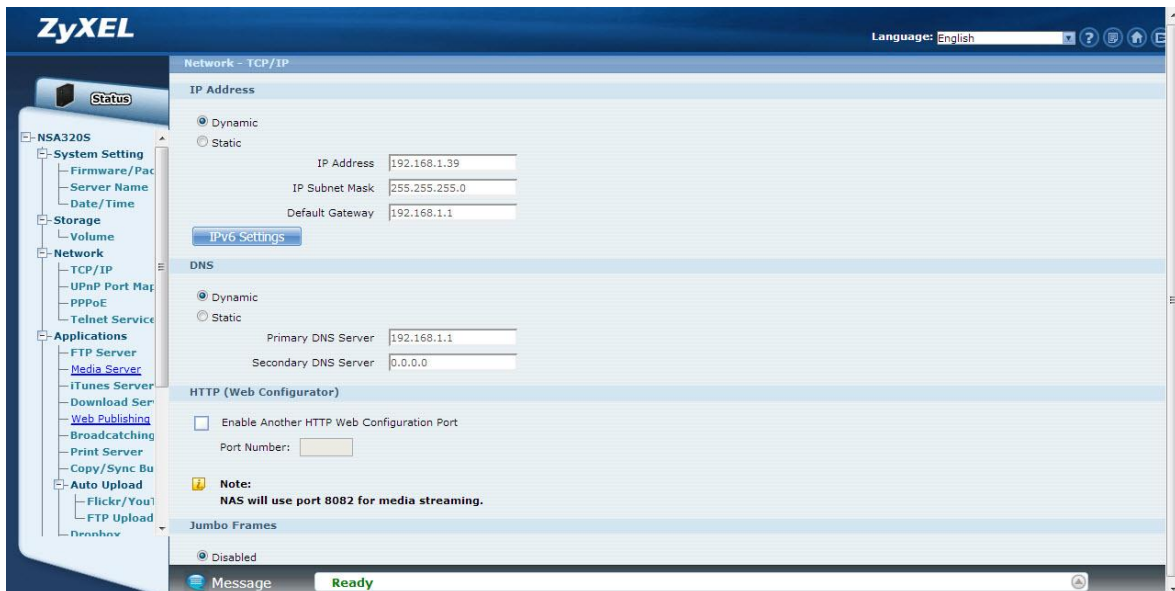 ZyXEL
Language: English
Status
NSA320S
System Setting
Firmware/Pac
Server Name
Date/Time
Storage
Volume
Network
TCP/IP
UPnP Port Map
PPPoE
Telnet Service
Applications
FTP Server
Media Server
iTunes Server
Download Ser
Web Publishing
Broadcatching
Print Server
Copy/Sync Bu
Auto Upload
Flickr/YouT
FTP Upload
Dropbox
Network - TCP/IP
IP Address
Dynamic
Static
IP Address 192.168.1.39
IP Subnet Mask 255.255.255.0
Default Gateway 192.168.1.1
IPv6 Settings
DNS
Dynamic
Static
Primary DNS Server 192.168.1.1
Secondary DNS Server 0.0.0.0
HTTP (Web Configurator)
Enable Another HTTP Web Configuration Port
Port Number:
Note:
NAS will use port 8082 for media streaming.
Jumbo Frames
Disabled
Message Ready